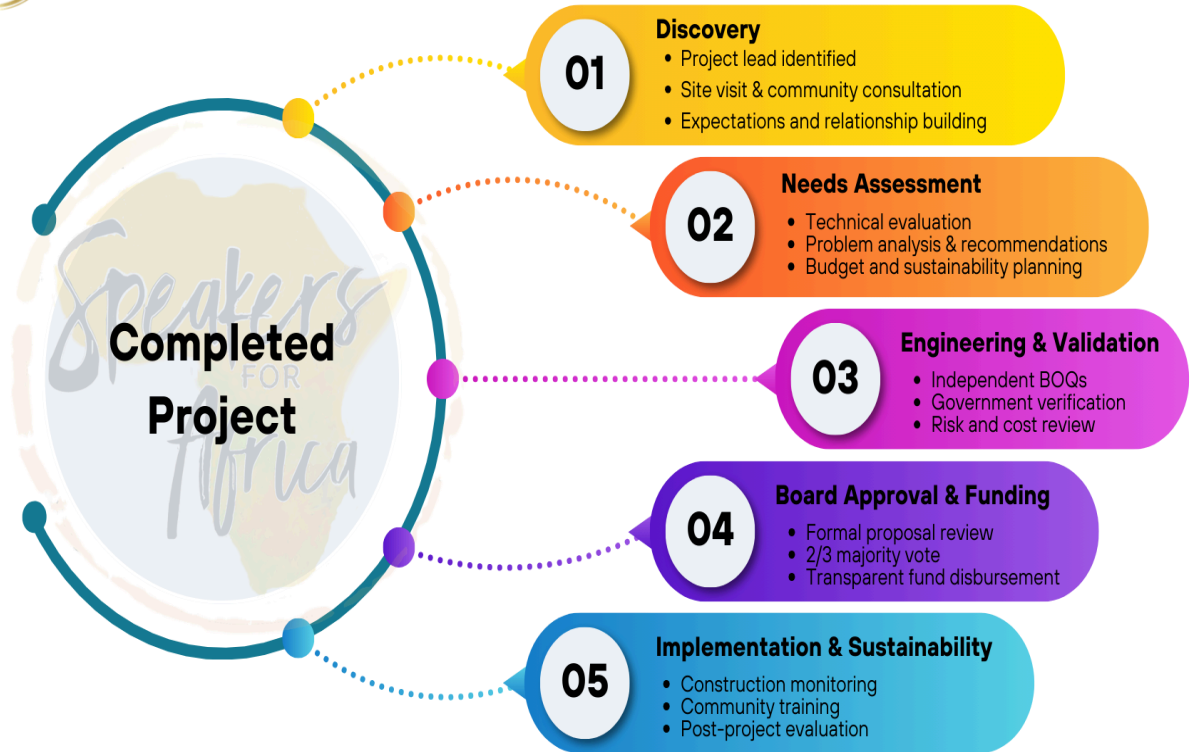 01
Discovery
• Project lead identified
• Site visit & community consultation
• Expectations and relationship building
02
Needs Assessment
• Technical evaluation
• Problem analysis & recommendations
• Budget and sustainability planning
Speakers
FOR
Africa
Completed
Project
03
Engineering & Validation
• Independent BOQs
• Government verification
• Risk and cost review
04
Board Approval & Funding
• Formal proposal review
• 2/3 majority vote
• Transparent fund disbursement
05
Implementation & Sustainability
• Construction monitoring
• Community training
• Post-project evaluation